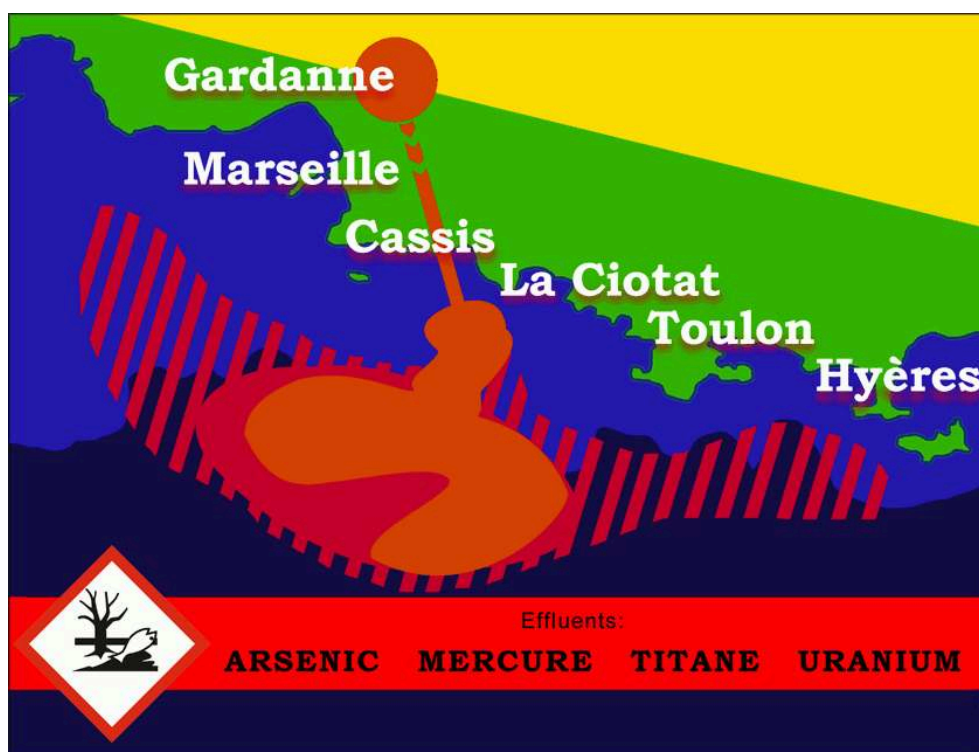 Gardanne
Marseille
Cassis
La Ciotat
Toulon
Hyères
Effluents:
ARSENIC MERCURE TITANE URANIUM